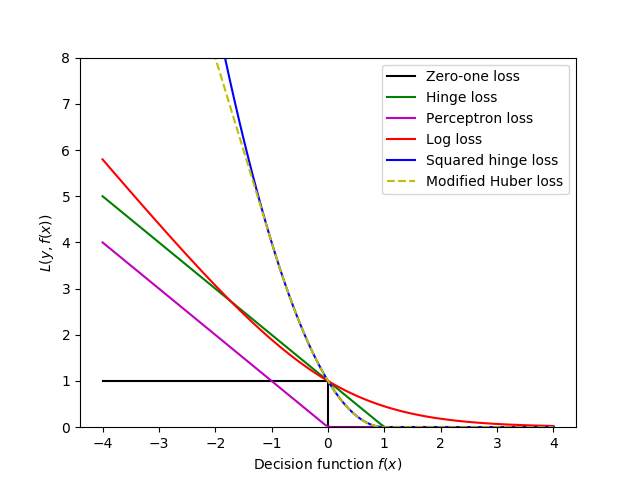 8
7
6
5
4
3
2
1
0
L(y, f(x))
Zero-one loss
Hinge loss
Perceptron loss
Log loss
Squared hinge loss
Modified Huber loss
−4 −3 −2 −1 0 1 2 3 4
Decision function f(x)